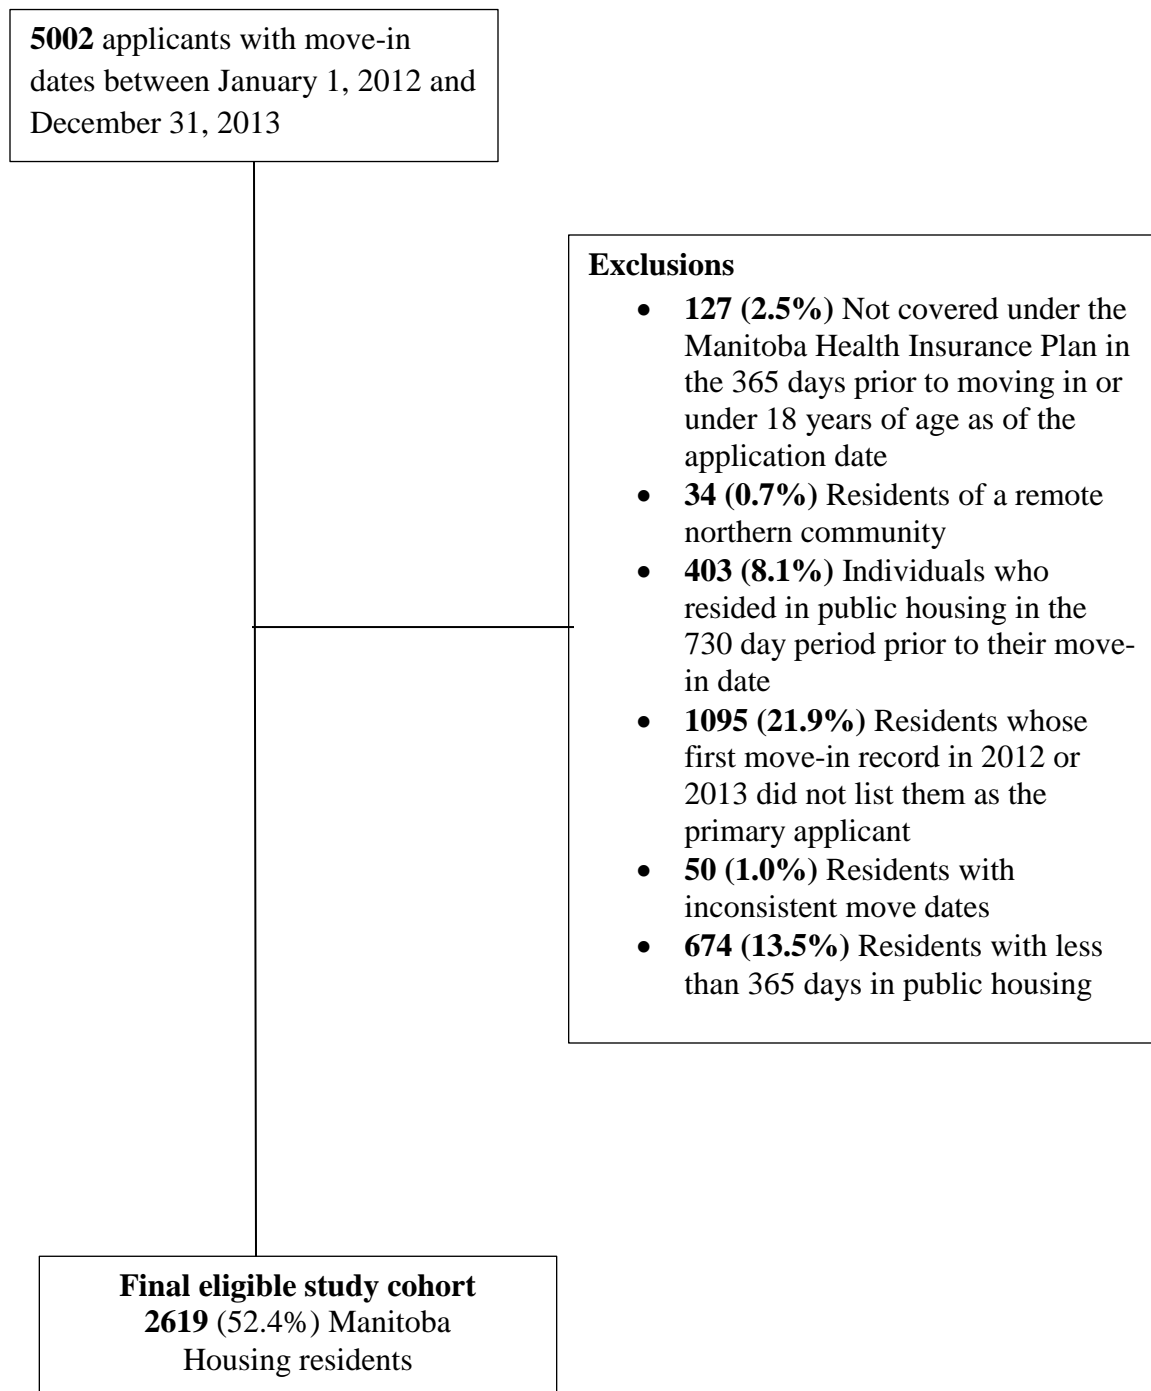 5002 applicants with move-in
dates between January 1, 2012 and
December 31, 2013
Exclusions
• 127 (2.5%) Not covered under the
Manitoba Health Insurance Plan in
the 365 days prior to moving in or
under 18 years of age as of the
application date
• 34 (0.7%) Residents of a remote
northern community
• 403 (8.1%) Individuals who
resided in public housing in the
730 day period prior to their move-
in date
• 1095 (21.9%) Residents whose
first move-in record in 2012 or
2013 did not list them as the
primary applicant
• 50 (1.0%) Residents with
inconsistent move dates
• 674 (13.5%) Residents with less
than 365 days in public housing
Final eligible study cohort
2619 (52.4%) Manitoba
Housing residents